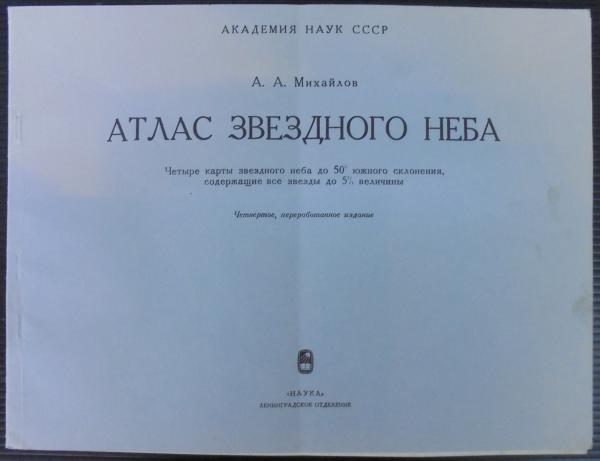 АКАДЕМИЯ НАУК СССР
А. А. Михайлов
АТЛАС ЗВЕЗДНОГО НЕБА
Четыре карты звездного неба до 50° южного склонения,
содержащие все звезды до 5½ величины
Четвертое, переработанное издание
«НАУКА»
ЛЕНИНГРАДСКОЕ ОТДЕЛЕНИЕ